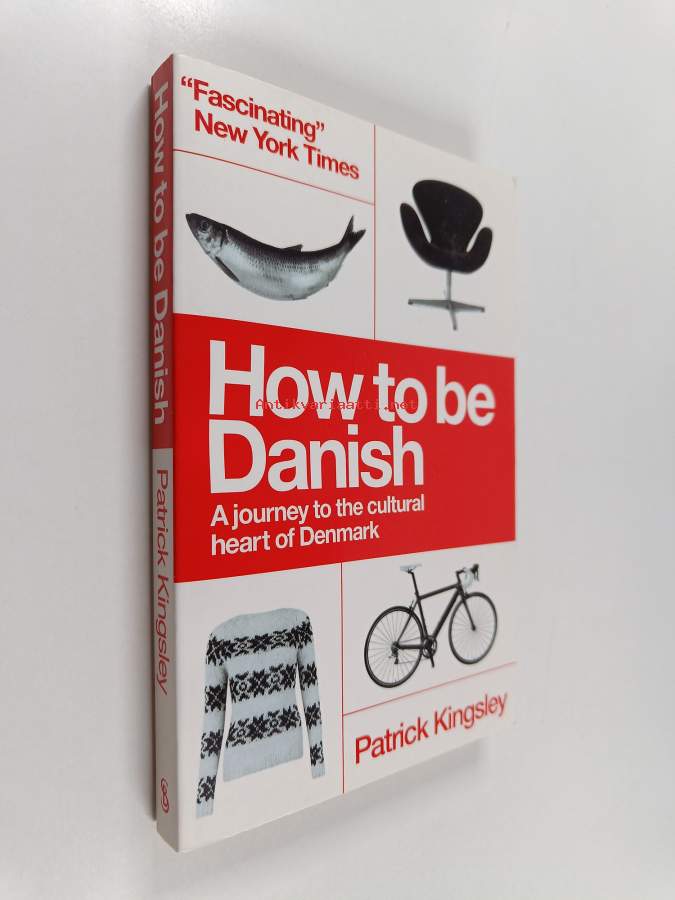 "Fascinating"
New York Times
How to be
Danish
A journey to the cultural
heart of Denmark
Patrick Kingsley
How to be Danish
Patrick Kingsley
Antikvariaatti.net